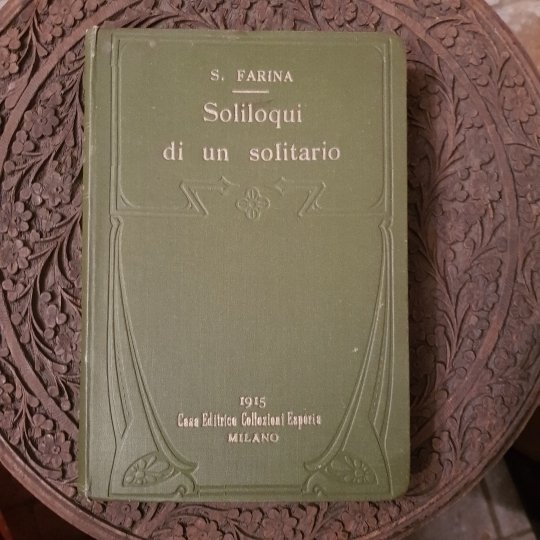 S. FARINA
Soliloqui
di un solitario
1915
Casa Editrice Collezioni Esperia
MILANO